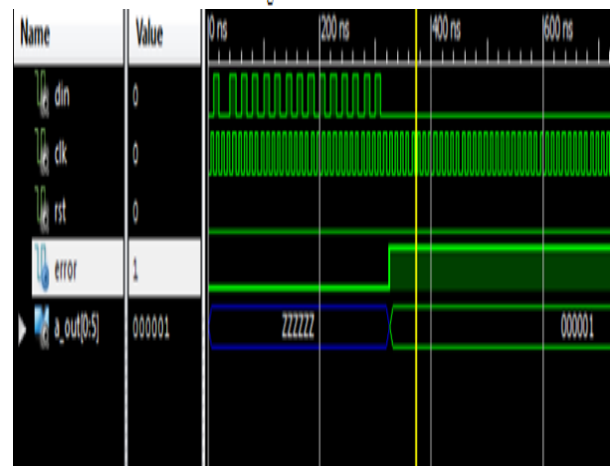 Name Value 0 ns 200 ns 400 ns 600 ns
din 0
clk 0
rst 0
error 1
a_out[0:5] 000001 ZZZZZZ 000001